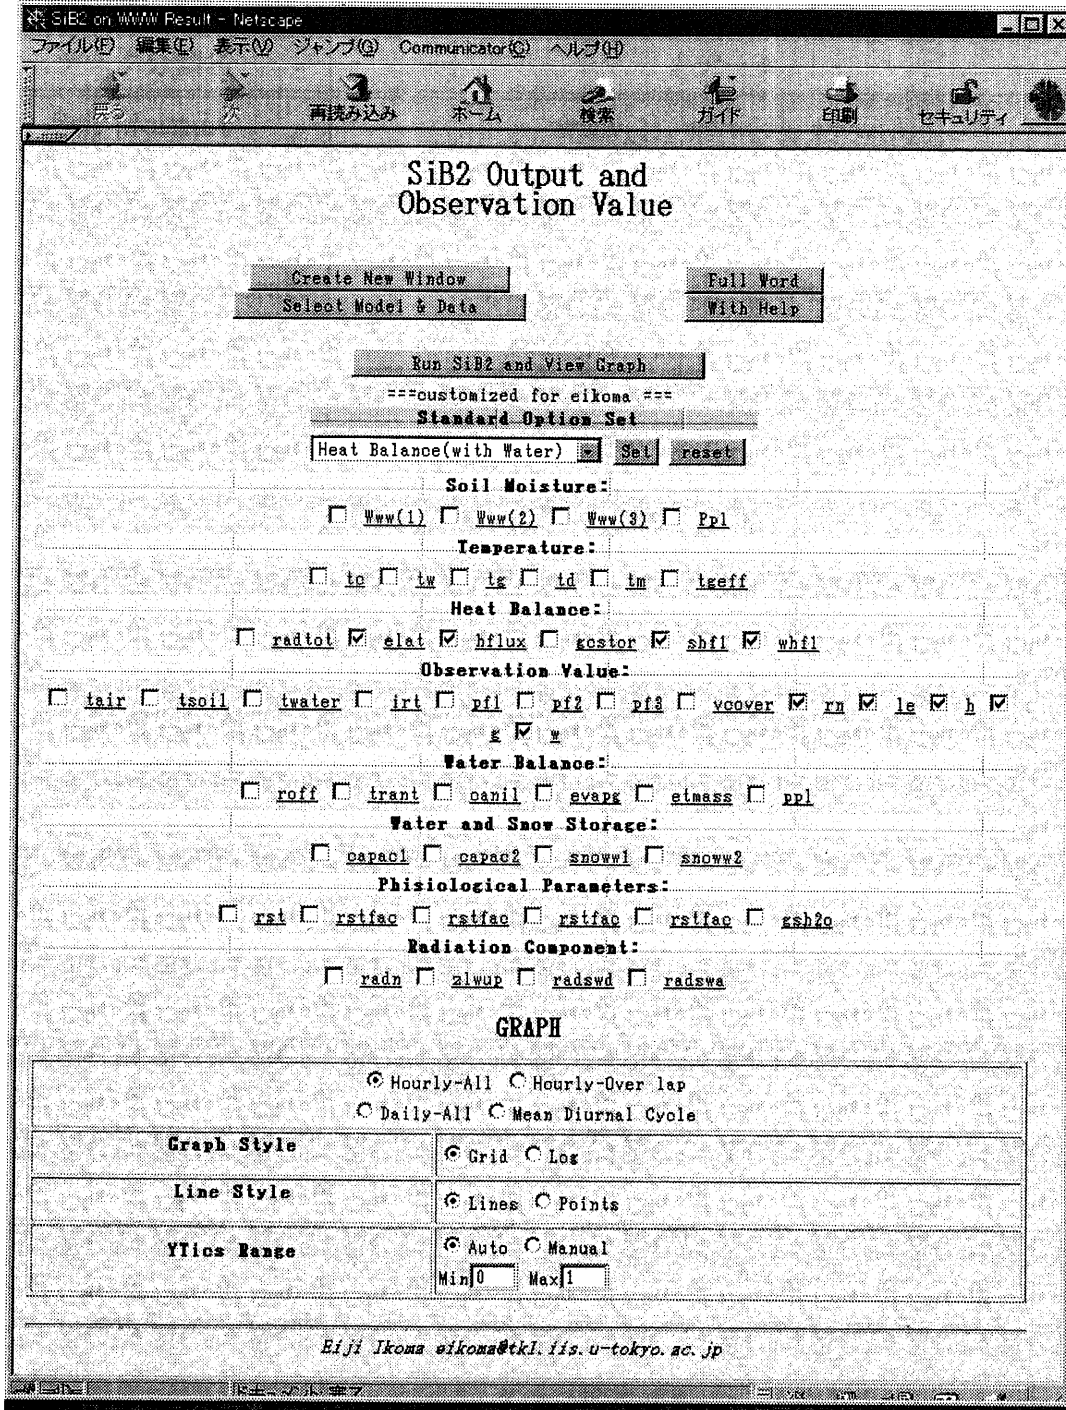 SiB2 on WWW Result - Netscape
ファイル(F) 編集(E) 表示(V) ジャンプ(G) Communicator(C) ヘルプ(H)
戻る 次 再読み込み ホーム 検索 ガイド 印刷 セキュリティ
SiB2 Output and
Observation Value
Create New Window Full Word
Select Model & Data With Help
Run SiB2 and View Graph
===customized for eikoma ===
Standard Option Set
Heat Balance(with Water) Set reset
Soil Moisture:
Www(1) Www(2) Www(3) Ppl
Temperature:
tc tw tg td tm tgeff
Heat Balance:
radtot elat hflux gcstor shfl whfl
Observation Value:
tair tsoil twater irt pf1 pf2 pf3 vcover rn le h
g w
Water Balance:
roff trant canil evapg etmass ppl
Water and Snow Storage:
capac1 capac2 snoww1 snoww2
Phisiological Parameters:
rst rstfac rstfac rstfac rstfac gsh2o
Radiation Component:
radn zlwup radswd radswa
GRAPH
Hourly-All Hourly-Over lap
Daily-All Mean Diurnal Cycle
Graph Style Grid Log
Line Style Lines Points
YTics Range Auto Manual
Min 0 Max 1
Eiji Ikoma eikoma@tkl.iis.u-tokyo.ac.jp